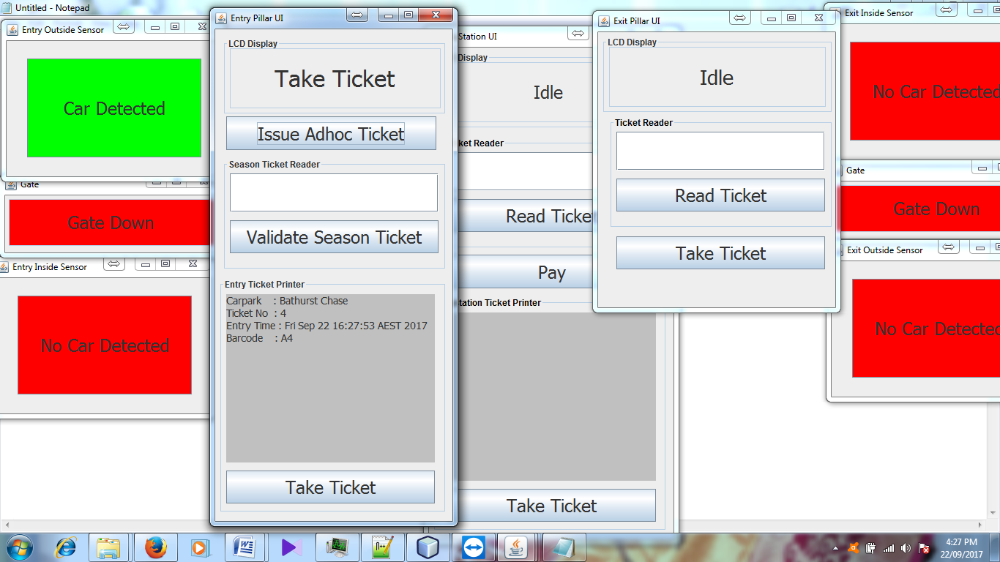 Untitled - Notepad
Entry Outside Sensor
Car Detected
Gate
Gate Down
Entry Inside Sensor
No Car Detected
Entry Pillar UI
LCD Display
Take Ticket
Issue Adhoc Ticket
Season Ticket Reader
Validate Season Ticket
Entry Ticket Printer
Carpark : Bathurst Chase
Ticket No : 4
Entry Time : Fri Sep 22 16:27:53 AEST 2017
Barcode : A4
Take Ticket
Station UI
Display
Idle
ket Reader
Read Ticket
Pay
tation Ticket Printer
Take Ticket
Exit Pillar UI
LCD Display
Idle
Ticket Reader
Read Ticket
Take Ticket
Exit Inside Sensor
No Car Detected
Gate
Gate Down
Exit Outside Sensor
No Car Detected
4:27 PM
22/09/2017